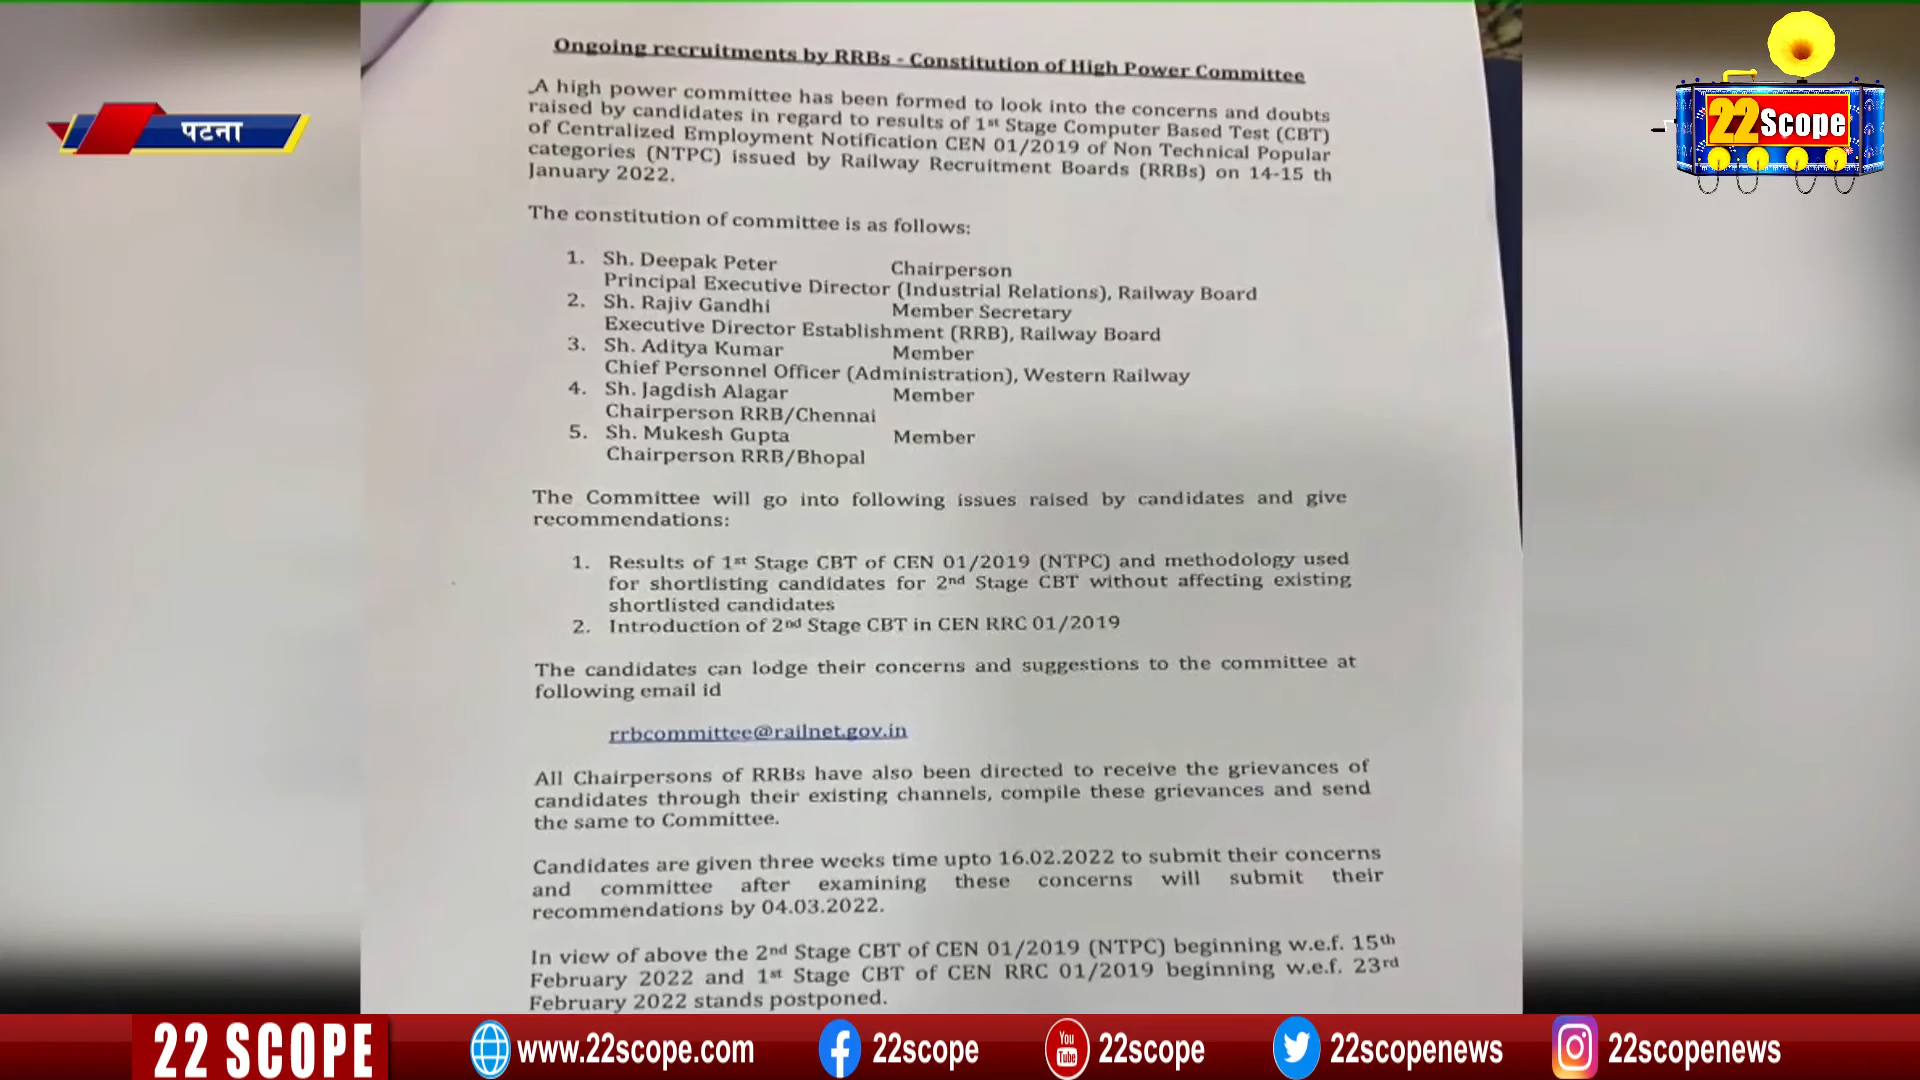 Ongoing recruitments by RRBs - Constitution of High Power Committee
A high power committee has been formed to look into the concerns and doubts
raised by candidates in regard to results of 1st Stage Computer Based Test (CBT)
of Centralized Employment Notification CEN 01/2019 of Non Technical Popular
categories (NTPC) issued by Railway Recruitment Boards (RRBs) on 14-15 th
January 2022.
The constitution of committee is as follows:
1. Sh. Deepak Peter Chairperson
Principal Executive Director (Industrial Relations), Railway Board
2. Sh. Rajiv Gandhi Member Secretary
Executive Director Establishment (RRB), Railway Board
3. Sh. Aditya Kumar Member
Chief Personnel Officer (Administration), Western Railway
4. Sh. Jagdish Alagar Member
Chairperson RRB/Chennai
5. Sh. Mukesh Gupta Member
Chairperson RRB/Bhopal
The Committee will go into following issues raised by candidates and give
recommendations:
1. Results of 1st Stage CBT of CEN 01/2019 (NTPC) and methodology used
for shortlisting candidates for 2nd Stage CBT without affecting existing
shortlisted candidates
2. Introduction of 2nd Stage CBT in CEN RRC 01/2019
The candidates can lodge their concerns and suggestions to the committee at
following email id
rrbcommittee@railnet.gov.in
All Chairpersons of RRBs have also been directed to receive the grievances of
candidates through their existing channels, compile these grievances and send
the same to Committee.
Candidates are given three weeks time upto 16.02.2022 to submit their concerns
and committee after examining these concerns will submit their
recommendations by 04.03.2022.
In view of above the 2nd Stage CBT of CEN 01/2019 (NTPC) beginning w.e.f. 15th
February 2022 and 1st Stage CBT of CEN RRC 01/2019 beginning w.e.f. 23rd
February 2022 stands postponed.
पटना
22Scope
22 SCOPE
www.22scope.com
22scope
You Tube
22scope
22scopenews
22scopenews